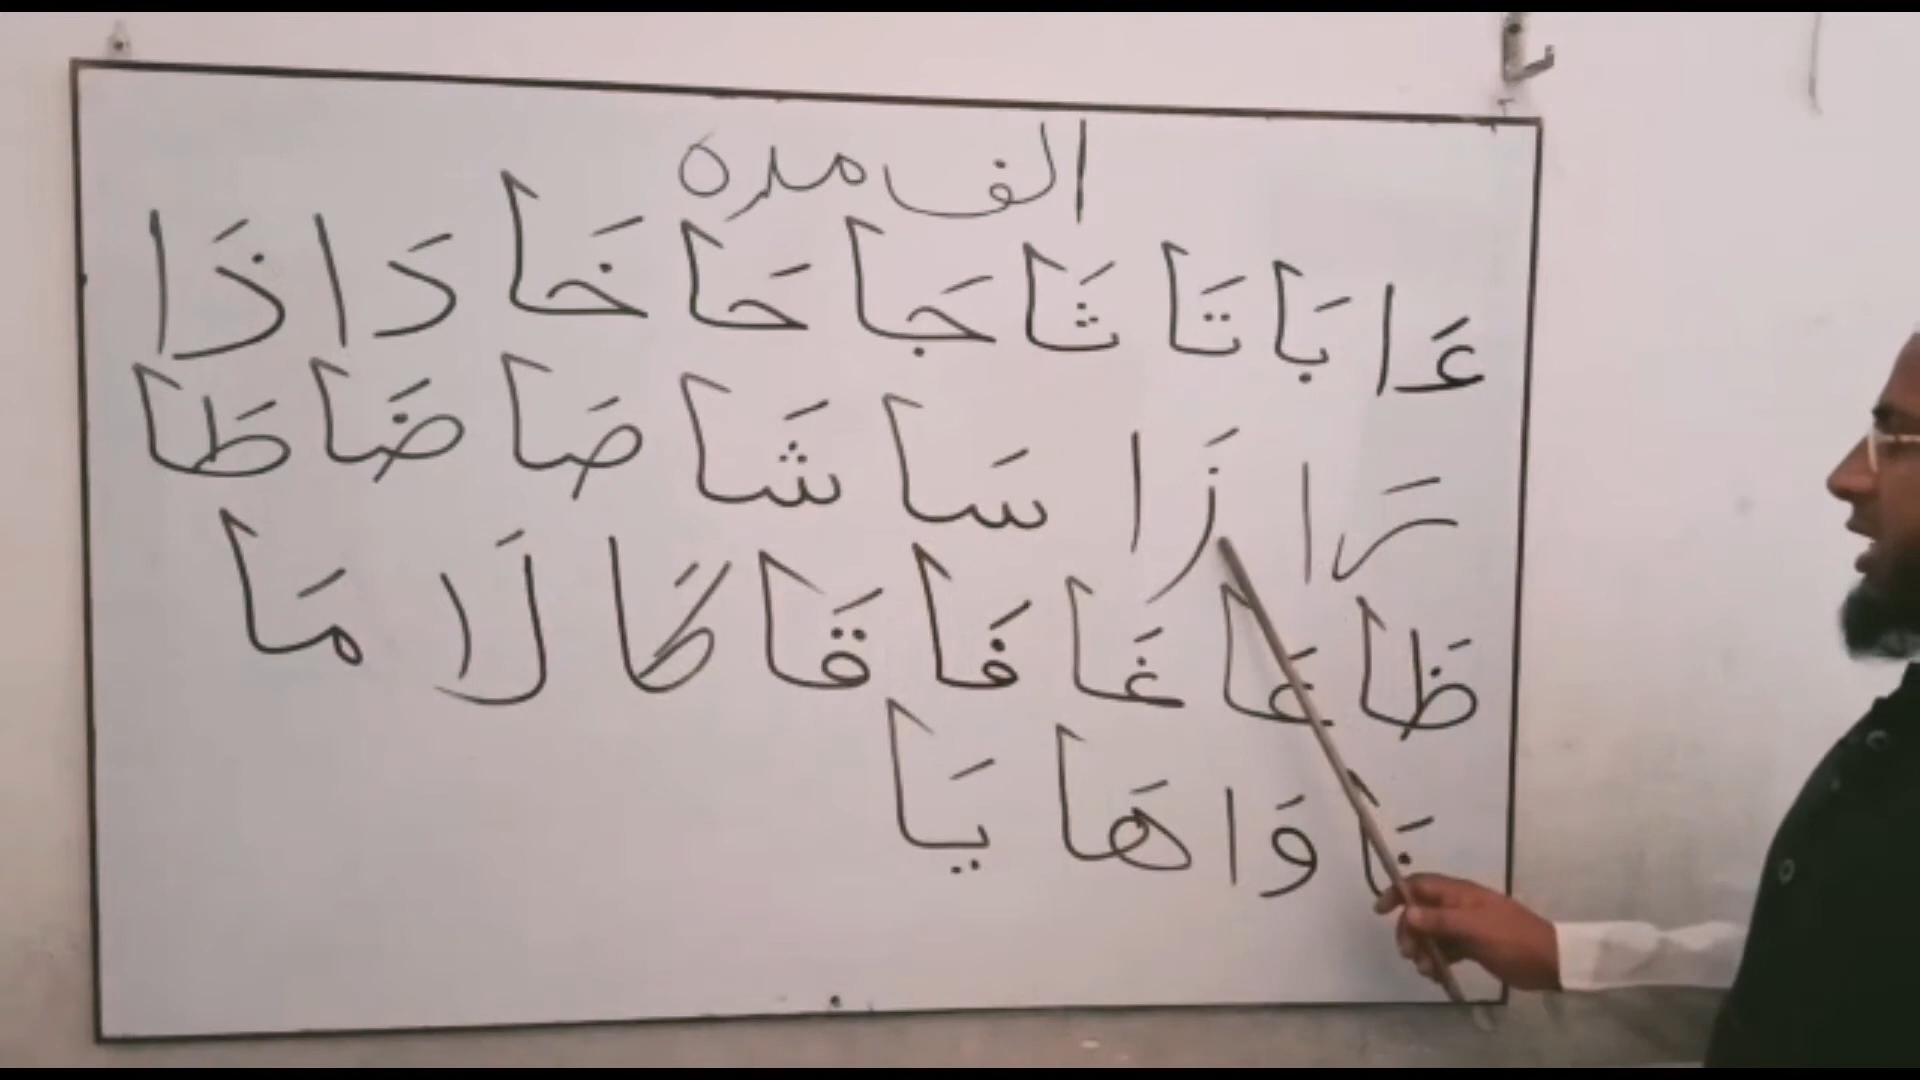 الف مدہ
ءَا بَا تَا ثَا جَا حَا خَا دَا ذَا
رَا زَا سَا شَا صَا ضَا طَا
ظَا عَا غَا فَا قَا كَا لَا مَا
نَا وَا هَا يَا